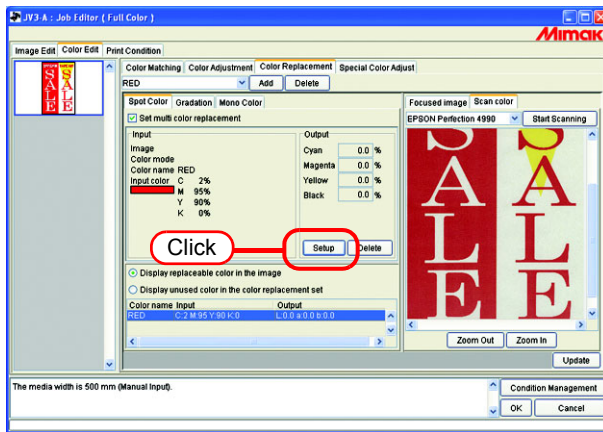 JV3-A : Job Editor ( Full Color )
Mimaki
Image Edit Color Edit Print Condition
Color Matching Color Adjustment Color Replacement Special Color Adjust
RED Add Delete
Spot Color Gradation Mono Color
Focused image Scan color
Set multi color replacement
EPSON Perfection 4990 Start Scanning
Input
Output
Image
Color mode
Color name RED
Input color C 2%
M 95%
Y 90%
K 0%
Cyan 0.0 %
Magenta 0.0 %
Yellow 0.0 %
Black 0.0 %
Click
Setup Delete
Display replaceable color in the image
Display unused color in the color replacement set
Color name Input Output
RED C:2 M:95 Y:90 K:0 L:0.0 a:0.0 b:0.0
SALE
SALE
SALE
SALE
Zoom Out Zoom In
Update
The media width is 500 mm (Manual Input).
Condition Management
OK Cancel